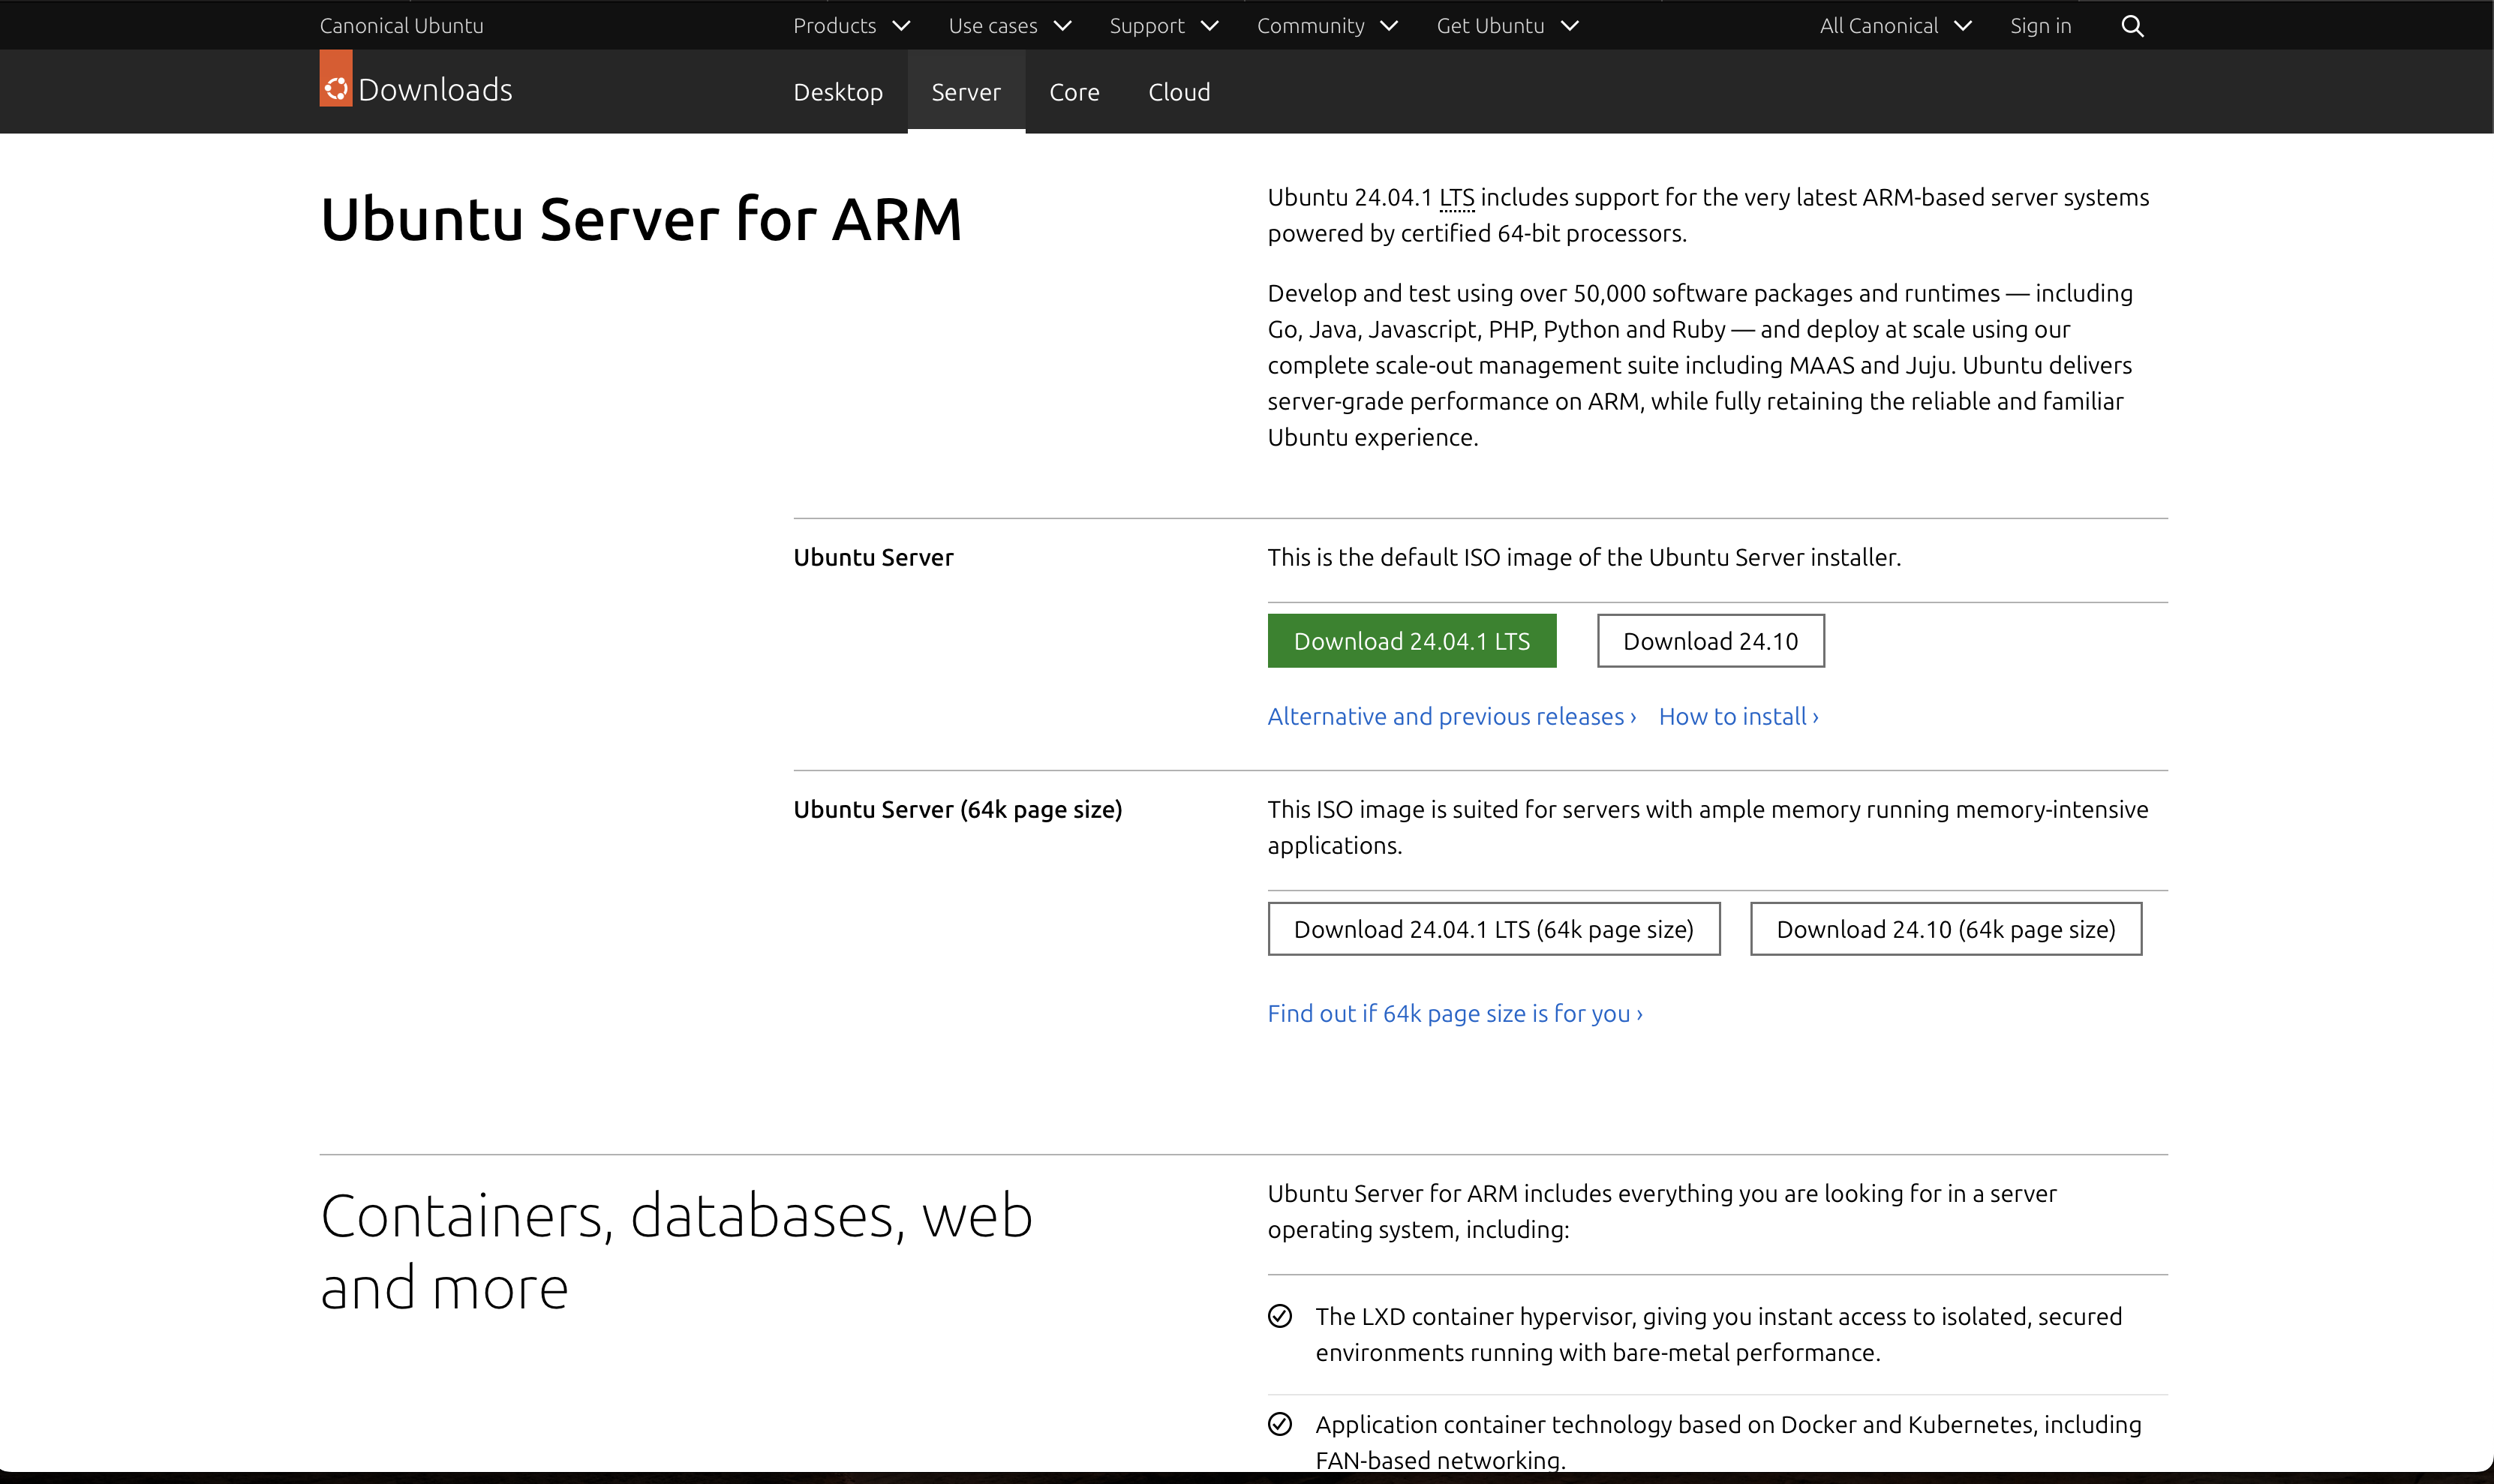 Canonical Ubuntu
Products
Use cases
Support
Community
Get Ubuntu
All Canonical
Sign in
Downloads
Desktop
Server
Core
Cloud
Ubuntu Server for ARM
Ubuntu 24.04.1 LTS includes support for the very latest ARM-based server systems
powered by certified 64-bit processors.
Develop and test using over 50,000 software packages and runtimes — including
Go, Java, Javascript, PHP, Python and Ruby — and deploy at scale using our
complete scale-out management suite including MAAS and Juju. Ubuntu delivers
server-grade performance on ARM, while fully retaining the reliable and familiar
Ubuntu experience.
Ubuntu Server
This is the default ISO image of the Ubuntu Server installer.
Download 24.04.1 LTS
Download 24.10
Alternative and previous releases ›
How to install ›
Ubuntu Server (64k page size)
This ISO image is suited for servers with ample memory running memory-intensive
applications.
Download 24.04.1 LTS (64k page size)
Download 24.10 (64k page size)
Find out if 64k page size is for you ›
Containers, databases, web
and more
Ubuntu Server for ARM includes everything you are looking for in a server
operating system, including:
The LXD container hypervisor, giving you instant access to isolated, secured
environments running with bare-metal performance.
Application container technology based on Docker and Kubernetes, including
FAN-based networking.